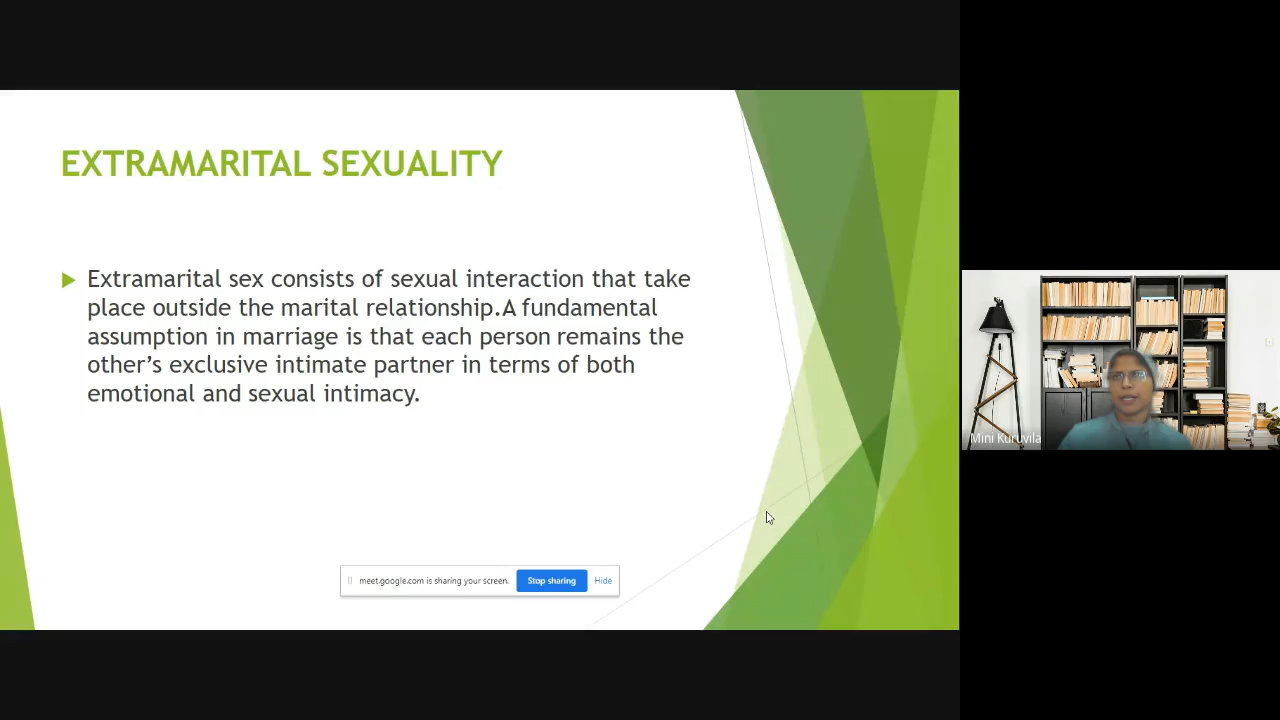 EXTRAMARITAL SEXUALITY
Extramarital sex consists of sexual interaction that take
place outside the marital relationship.A fundamental
assumption in marriage is that each person remains the
other’s exclusive intimate partner in terms of both
emotional and sexual intimacy.
meet.google.com is sharing your screen. Stop sharing Hide
Mini Kuruvila